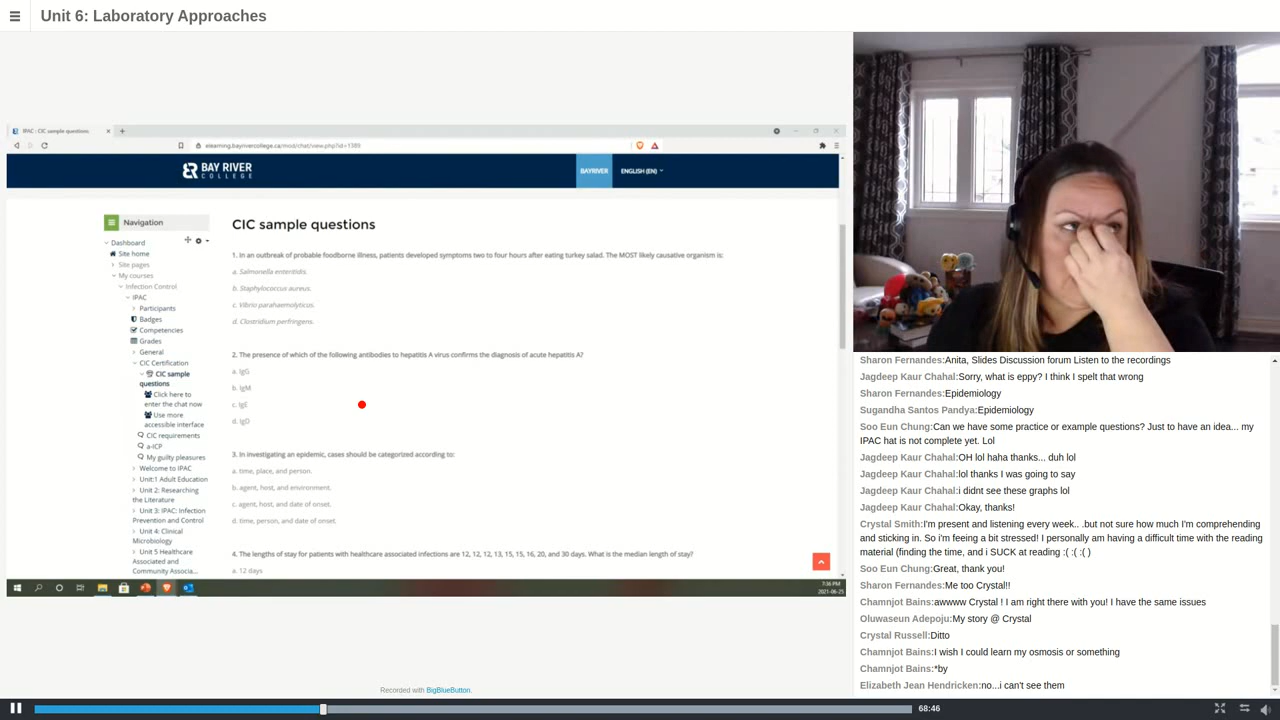 Unit 6: Laboratory Approaches
IPAC : CIC sample questions
elearning.bayrivercollege.ca/mod/chat/view.php?id=1389
BAY RIVER
COLLEGE
BAYRIVER
ENGLISH (EN)
Navigation
Dashboard
Site home
Site pages
My courses
Infection Control
IPAC
Participants
Badges
Competencies
Grades
General
CIC Certification
CIC sample
questions
Click here to
enter the chat now
Use more
accessible interface
CIC requirements
a-ICP
My guilty pleasures
Welcome to IPAC
Unit:1 Adult Education
Unit 2: Researching
the Literature
Unit 3: IPAC: Infection
Prevention and Control
Unit 4: Clinical
Microbiology
Unit 5 Healthcare
Associated and
Community Associa...
CIC sample questions
1. In an outbreak of probable foodborne illness, patients developed symptoms two to four hours after eating turkey salad. The MOST likely causative organism is:
a. Salmonella enteritidis.
b. Staphylococcus aureus.
c. Vibrio parahaemolyticus.
d. Clostridium perfringens.
2. The presence of which of the following antibodies to hepatitis A virus confirms the diagnosis of acute hepatitis A?
a. IgG
b. IgM
c. IgE
d. IgD
3. In investigating an epidemic, cases should be categorized according to:
a. time, place, and person.
b. agent, host, and environment.
c. agent, host, and date of onset.
d. time, person, and date of onset.
4. The lengths of stay for patients with healthcare associated infections are 12, 12, 12, 13, 15, 15, 16, 20, and 30 days. What is the median length of stay?
a. 12 days
7:36 PM
2021-06-25
Sharon Fernandes:Anita, Slides Discussion forum Listen to the recordings
Jagdeep Kaur Chahal:Sorry, what is eppy? I think I spelt that wrong
Sharon Fernandes:Epidemiology
Sugandha Santos Pandya:Epidemiology
Soo Eun Chung:Can we have some practice or example questions? Just to have an idea... my
IPAC hat is not complete yet. Lol
Jagdeep Kaur Chahal:OH lol haha thanks... duh lol
Jagdeep Kaur Chahal:lol thanks I was going to say
Jagdeep Kaur Chahal:i didnt see these graphs lol
Jagdeep Kaur Chahal:Okay, thanks!
Crystal Smith:I'm present and listening every week.. .but not sure how much I'm comprehending
and sticking in. So i'm feeing a bit stressed! I personally am having a difficult time with the reading
material (finding the time, and i SUCK at reading :( :( :( )
Soo Eun Chung:Great, thank you!
Sharon Fernandes:Me too Crystal!!
Chamnjot Bains:awwww Crystal ! I am right there with you! I have the same issues
Oluwaseun Adepoju:My story @ Crystal
Crystal Russell:Ditto
Chamnjot Bains:I wish I could learn my osmosis or something
Chamnjot Bains:*by
Elizabeth Jean Hendricken:no...i can't see them
Recorded with BigBlueButton.
68:46